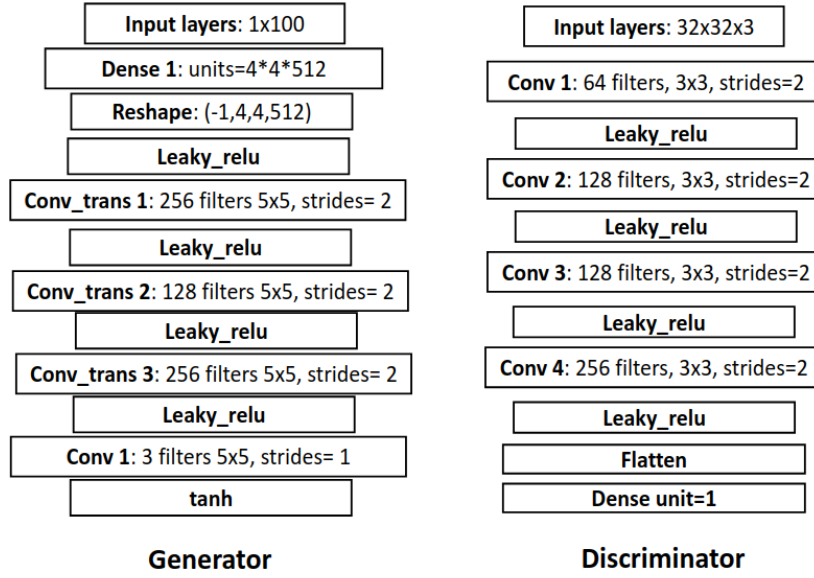 Input layers: 1x100
Dense 1: units=4*4*512
Reshape: (-1,4,4,512)
Leaky_relu
Conv_trans 1: 256 filters 5x5, strides= 2
Leaky_relu
Conv_trans 2: 128 filters 5x5, strides= 2
Leaky_relu
Conv_trans 3: 256 filters 5x5, strides= 2
Leaky_relu
Conv 1: 3 filters 5x5, strides= 1
tanh
Generator
Input layers: 32x32x3
Conv 1: 64 filters, 3x3, strides=2
Leaky_relu
Conv 2: 128 filters, 3x3, strides=2
Leaky_relu
Conv 3: 128 filters, 3x3, strides=2
Leaky_relu
Conv 4: 256 filters, 3x3, strides=2
Leaky_relu
Flatten
Dense unit=1
Discriminator